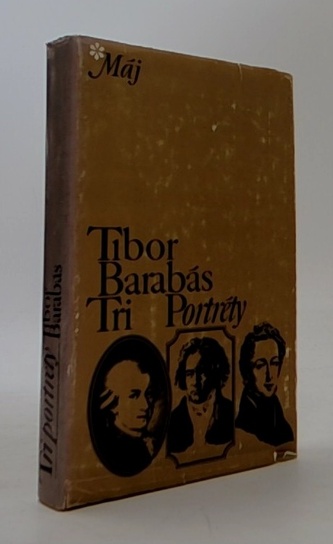 Máj
Tibor
Barabás
Tri Portréty
Tri portréty Tibor
Barabás